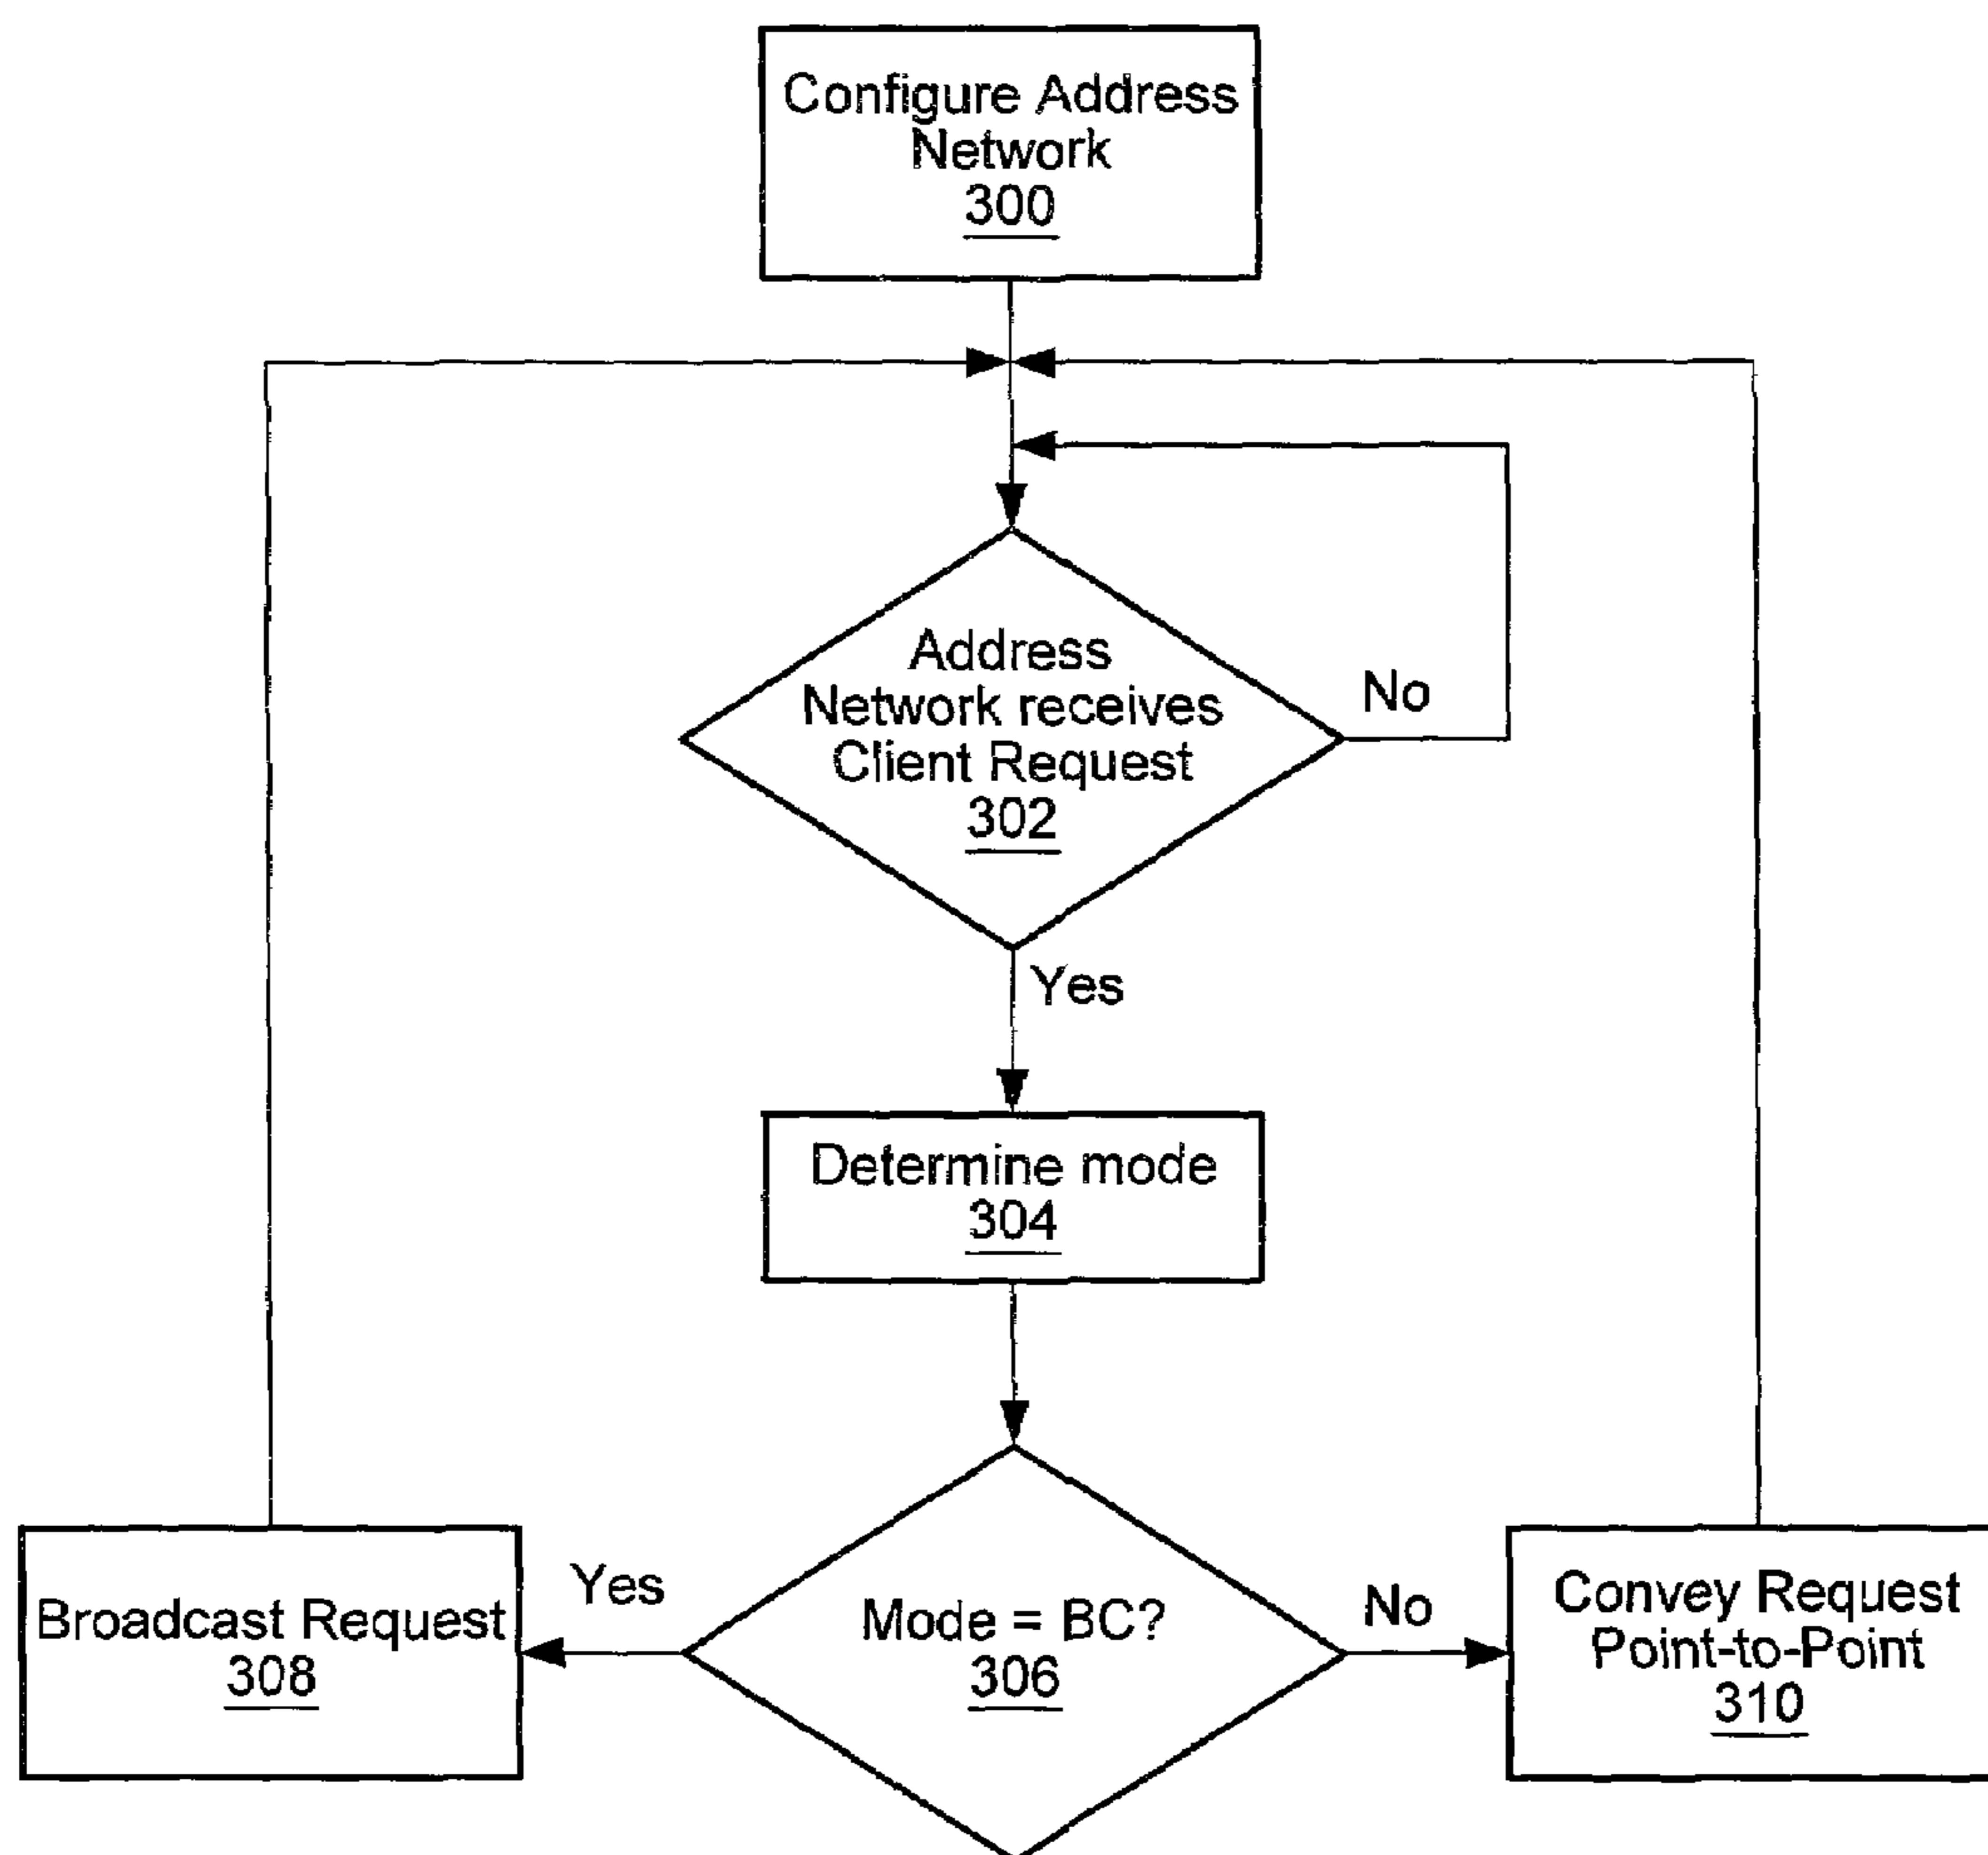 Configure Address
Network
300
Address
Network receives
Client Request
302
No
Yes
Determine mode
304
Broadcast Request
308
Yes
Mode = BC?
306
No
Convey Request
Point-to-Point
310